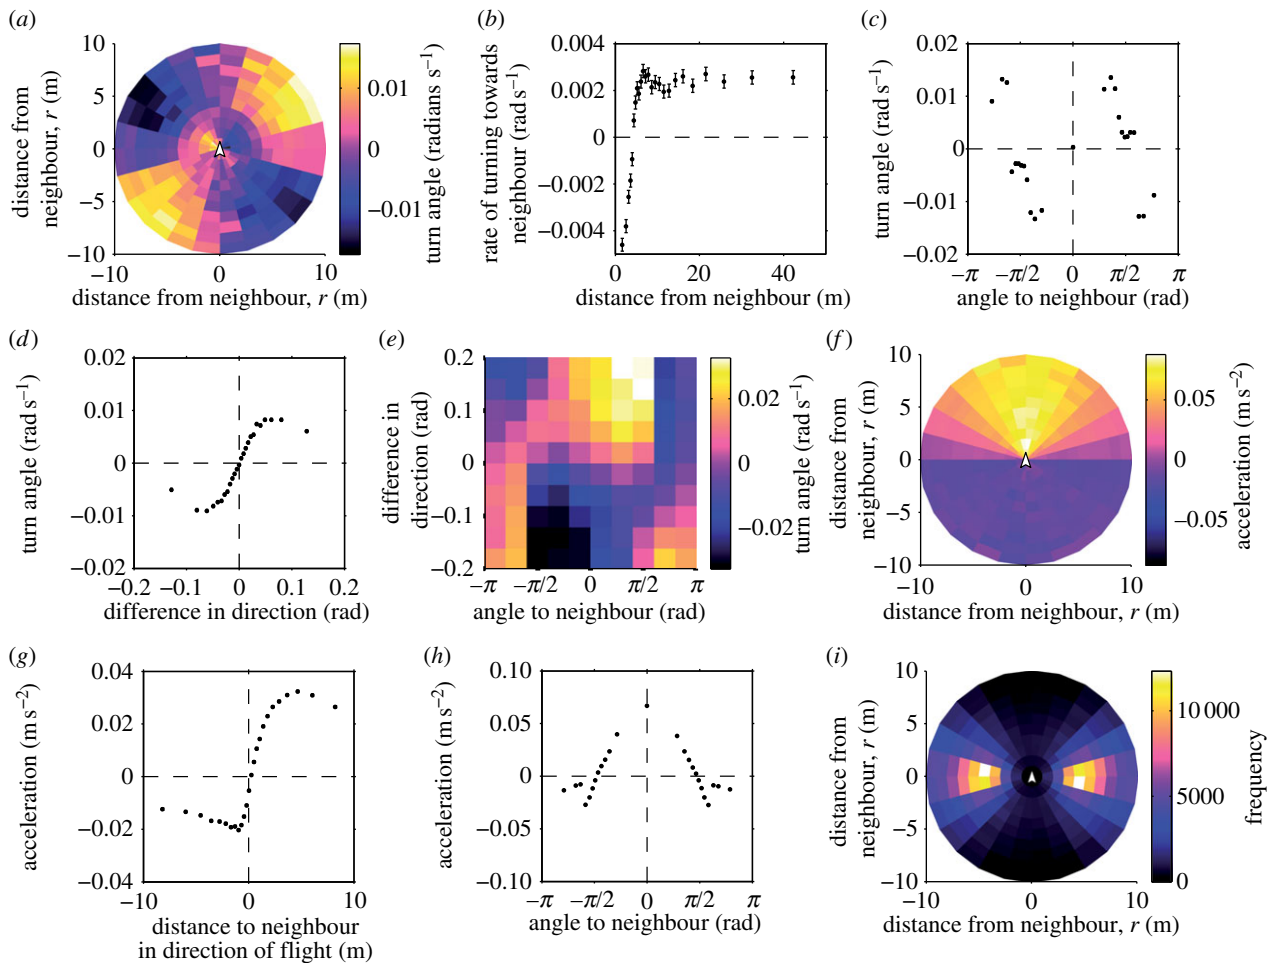 (a)
10
5
0
−5
−10
−10
0
10
distance from
neighbour, r (m)
distance from neighbour, r (m)
0.01
0
−0.01
turn angle (radians s−1)
(b)
0.004
0.002
0
−0.002
−0.004
0
20
40
rate of turning towards
neighbour (rad s−1)
distance from neighbour (m)
(c)
0.02
0.01
0
−0.01
−0.02
−π
−π/2
0
π/2
π
turn angle (rad s−1)
angle to neighbour (rad)
(d)
0.02
0.01
0
−0.01
−0.02
−0.2
−0.1
0
0.1
0.2
turn angle (rad s−1)
difference in direction (rad)
(e)
0.2
0.1
0
−0.1
−0.2
−π
−π/2
0
π/2
π
difference in
direction (rad)
angle to neighbour (rad)
0.02
0
−0.02
turn angle (rad s−1)
(f)
10
5
0
−5
−10
−10
0
10
distance from
neighbour, r (m)
distance from neighbour, r (m)
0.05
0
−0.05
acceleration (m s−2)
(g)
0.04
0.02
0
−0.02
−0.04
−10
0
10
acceleration (m s−2)
distance to neighbour
in direction of flight (m)
(h)
0.10
0.05
0
−0.05
−0.10
−π
−π/2
0
π/2
π
acceleration (m s−2)
angle to neighbour (rad)
(i)
10
5
0
−5
−10
−10
0
10
distance from
neighbour, r (m)
distance from neighbour, r (m)
10 000
5000
0
frequency